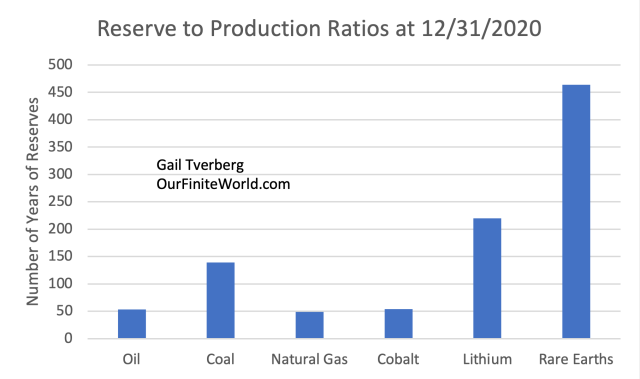 Reserve to Production Ratios at 12/31/2020
Number of Years of Reserves
500
450
400
350
300
250
200
150
100
50
0
Gail Tverberg
OurFiniteWorld.com
Oil
Coal
Natural Gas
Cobalt
Lithium
Rare Earths